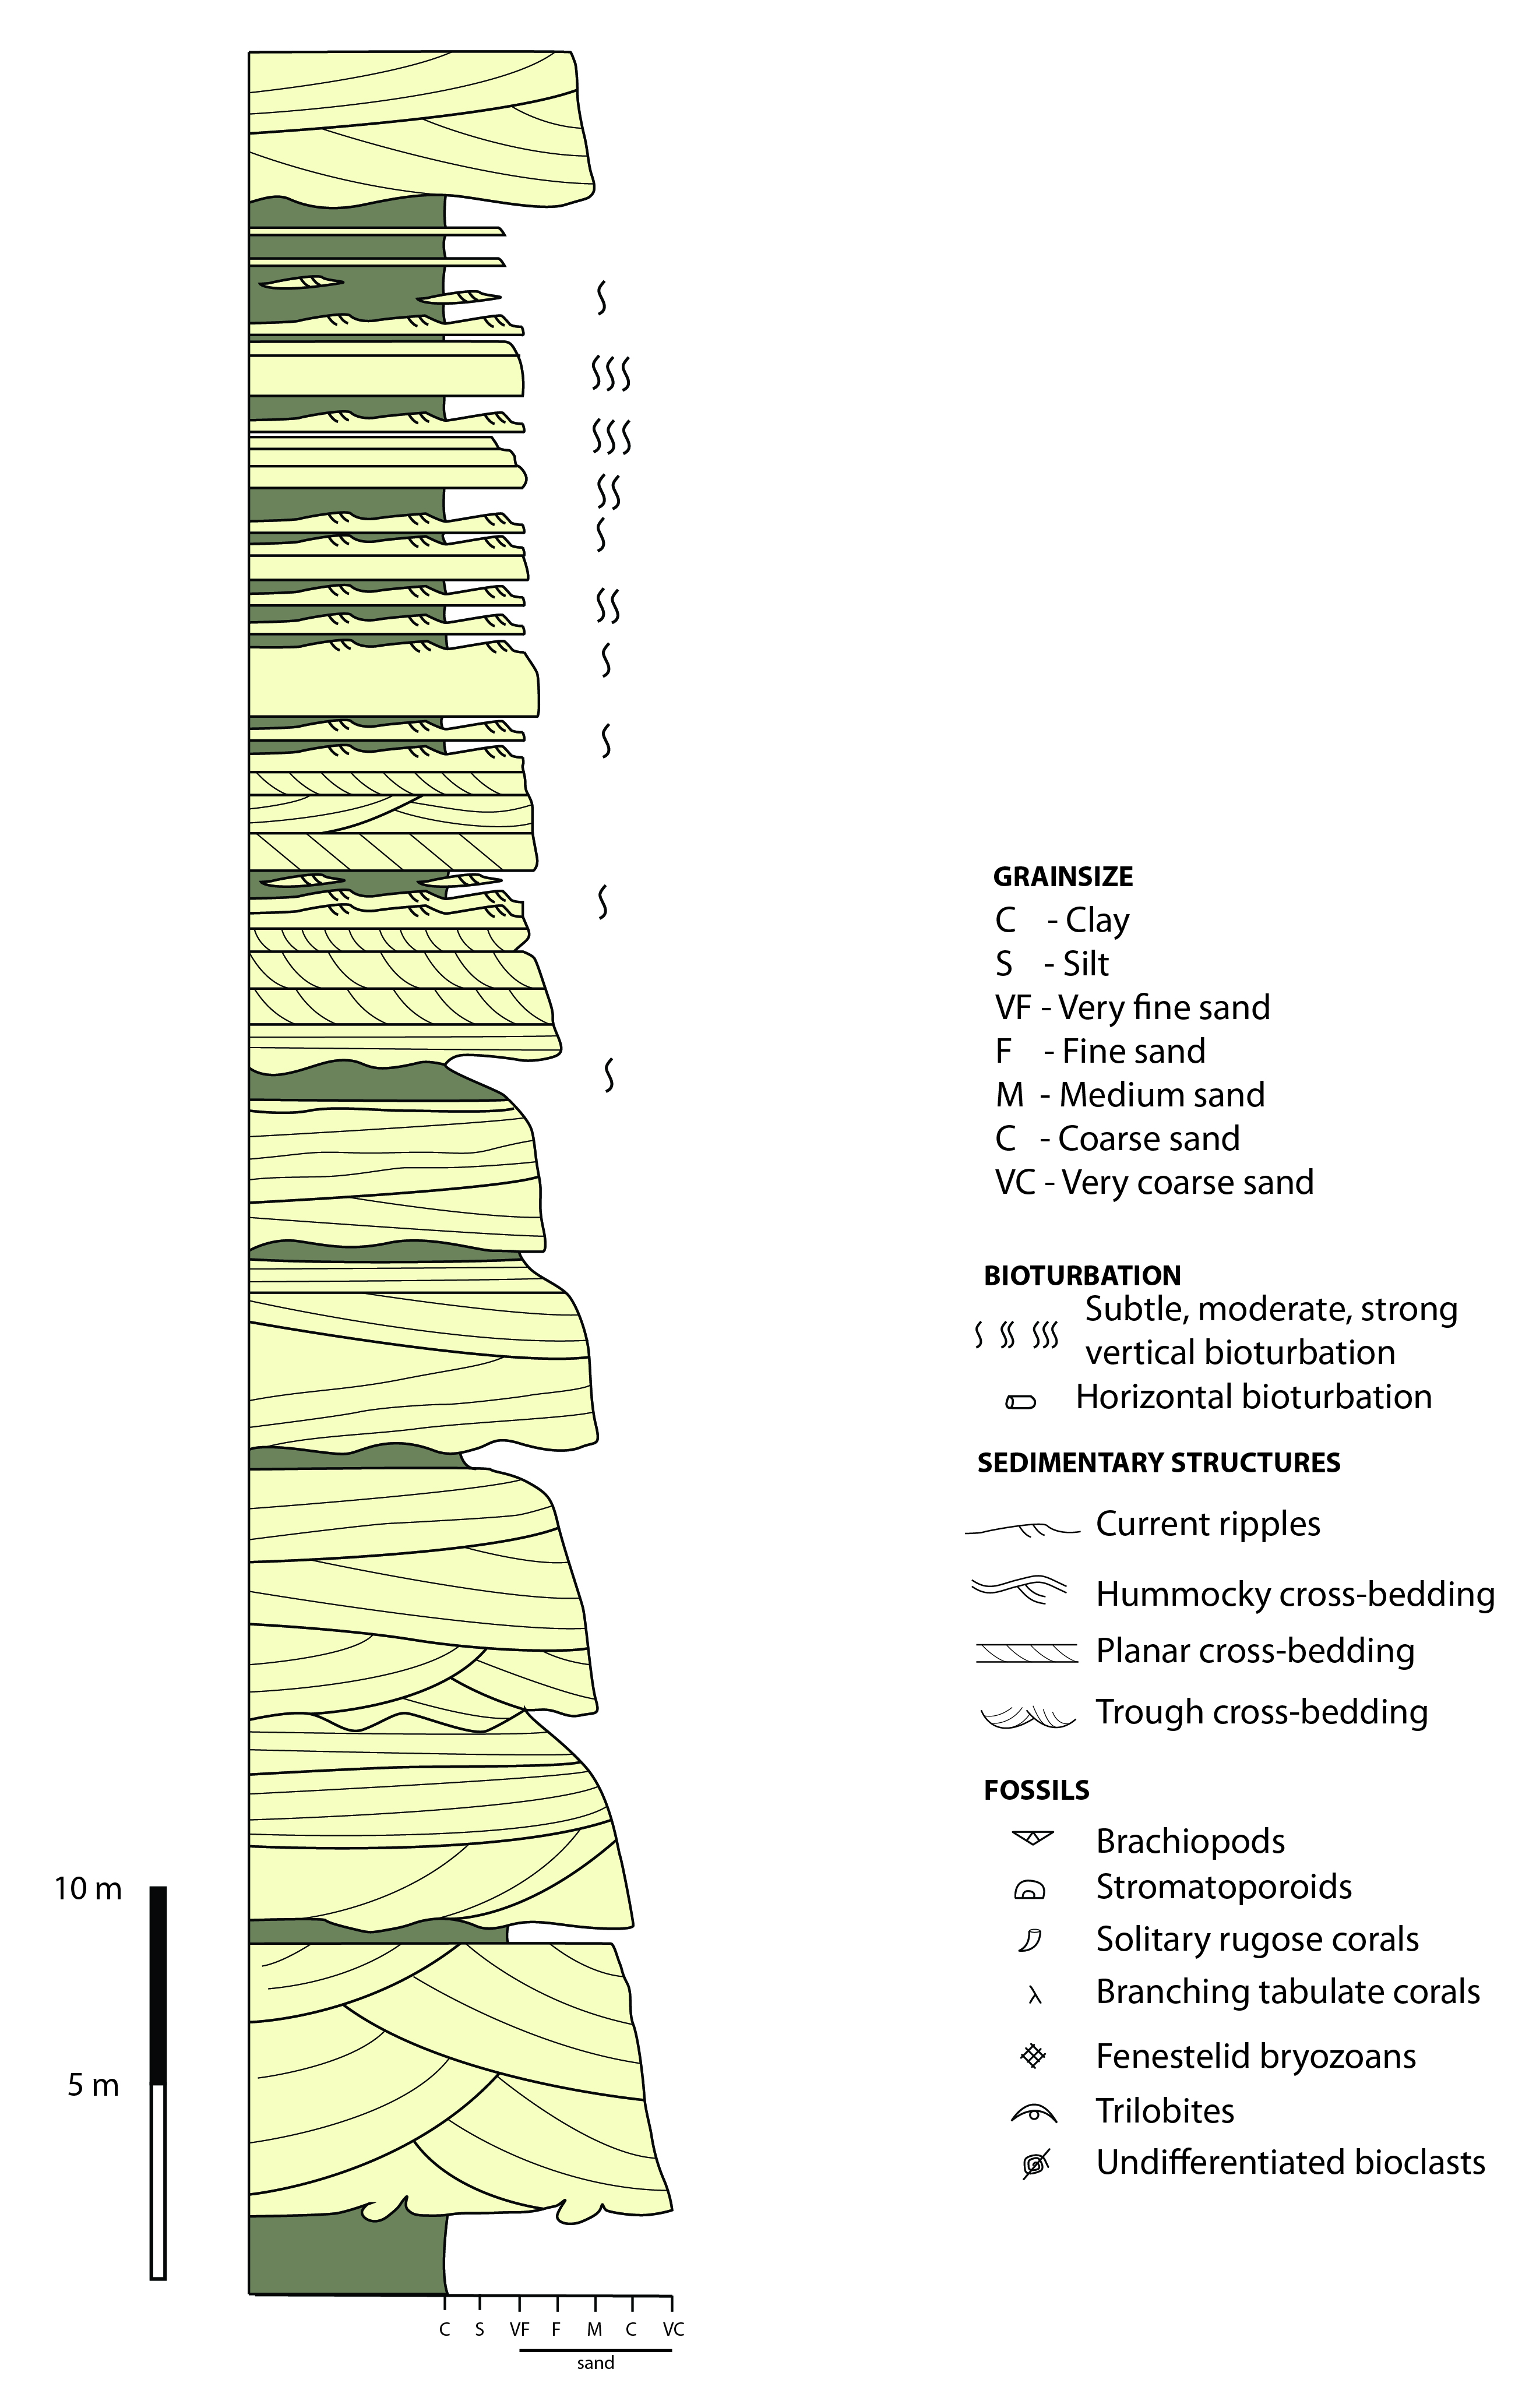 GRAINSIZE
C - Clay
S - Silt
VF - Very fine sand
F - Fine sand
M - Medium sand
C - Coarse sand
VC - Very coarse sand
BIOTURBATION
Subtle, moderate, strong
vertical bioturbation
Horizontal bioturbation
SEDIMENTARY STRUCTURES
Current ripples
Hummocky cross-bedding
Planar cross-bedding
Trough cross-bedding
FOSSILS
Brachiopods
Stromatoporoids
Solitary rugose corals
Branching tabulate corals
Fenestelid bryozoans
Trilobites
Undifferentiated bioclasts
10 m
5 m
C S VF F M C VC
sand